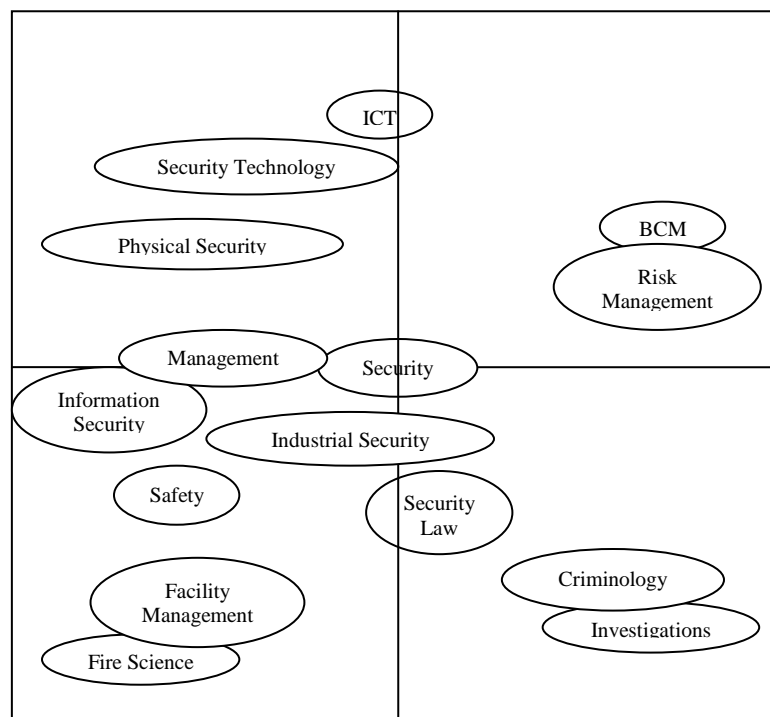 ICT
Security Technology
Physical Security
BCM
Risk
Management
Management
Security
Information
Security
Industrial Security
Safety
Security
Law
Facility
Management
Criminology
Investigations
Fire Science